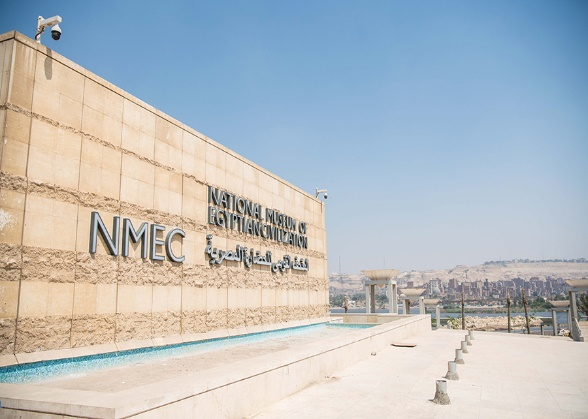 NMEC
NATIONAL MUSEUM OF
EGYPTIAN CIVILIZATION
المتحف القومي للحضارة المصرية